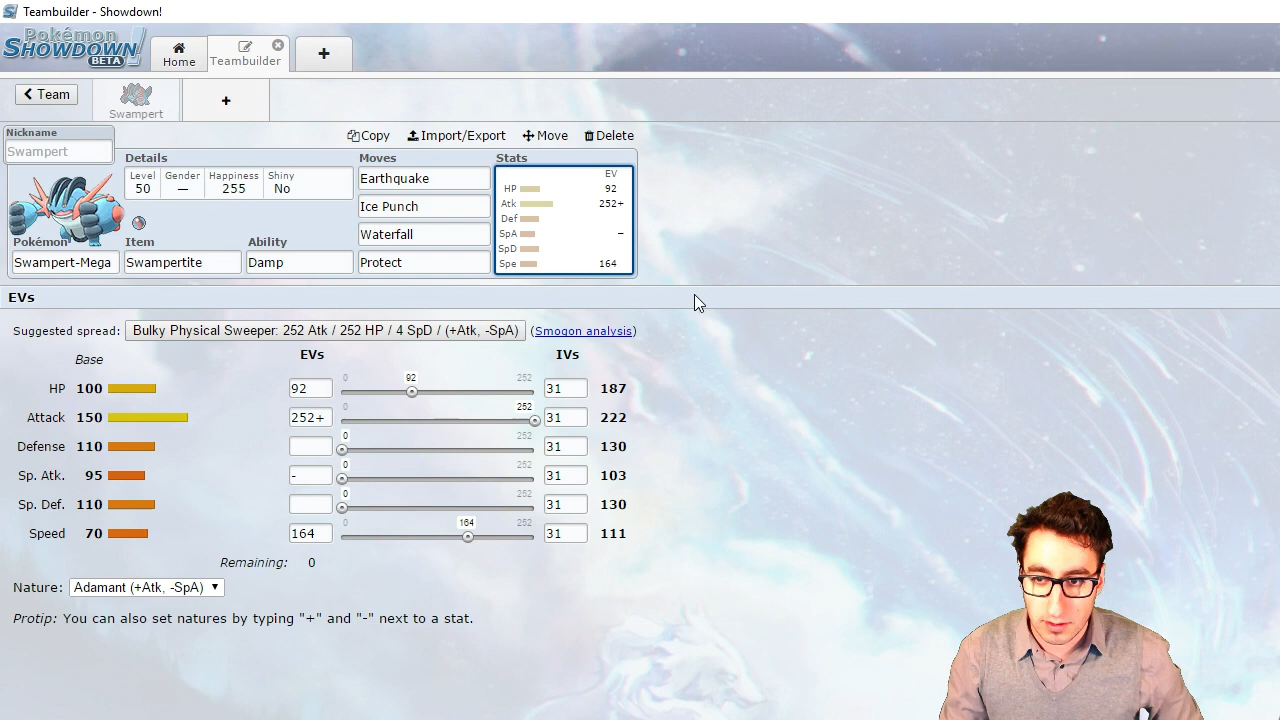 Teambuilder - Showdown!
Pokémon
SHOWDOWN!
BETA
Home
Teambuilder
+
Team
Swampert
+
Nickname
Swampert
Copy Import/Export Move Delete
Details Moves Stats
Level Gender Happiness Shiny
50 — 255 No
Earthquake
Ice Punch
Waterfall
Protect
EV
HP 92
Atk 252+
Def
SpA –
SpD
Spe 164
Pokémon Item Ability
Swampert-Mega Swampertite Damp
EVs
Suggested spread: Bulky Physical Sweeper: 252 Atk / 252 HP / 4 SpD / (+Atk, -SpA) (Smogon analysis)
Base EVs IVs
HP 100 92 0 92 252 31 187
Attack 150 252+ 0 252 31 222
Defense 110 0 252 31 130
Sp. Atk. 95 - 0 252 31 103
Sp. Def. 110 0 252 31 130
Speed 70 164 0 164 252 31 111
Remaining: 0
Nature: Adamant (+Atk, -SpA)
Protip: You can also set natures by typing "+" and "-" next to a stat.